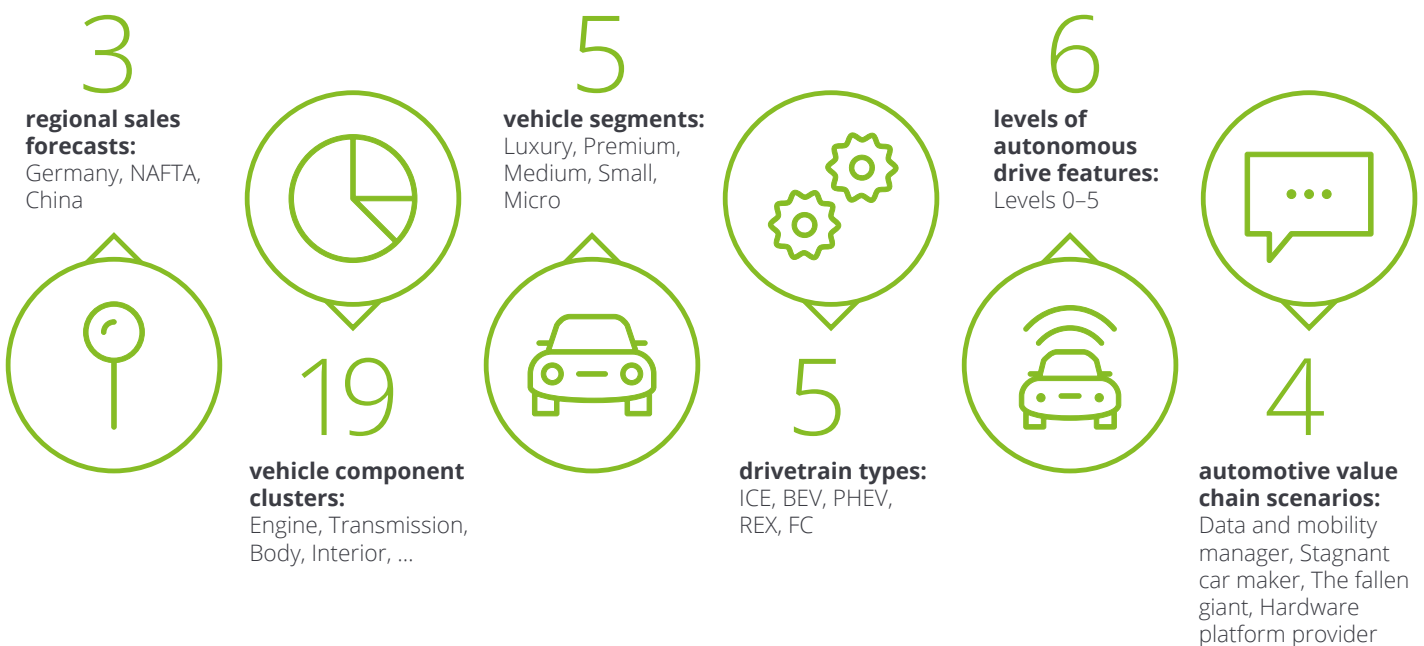 3
regional sales
forecasts:
Germany, NAFTA,
China
19
vehicle component
clusters:
Engine, Transmission,
Body, Interior, ...
5
vehicle segments:
Luxury, Premium,
Medium, Small,
Micro
5
drivetrain types:
ICE, BEV, PHEV,
REX, FC
6
levels of
autonomous
drive features:
Levels 0–5
4
automotive value
chain scenarios:
Data and mobility
manager, Stagnant
car maker, The fallen
giant, Hardware
platform provider